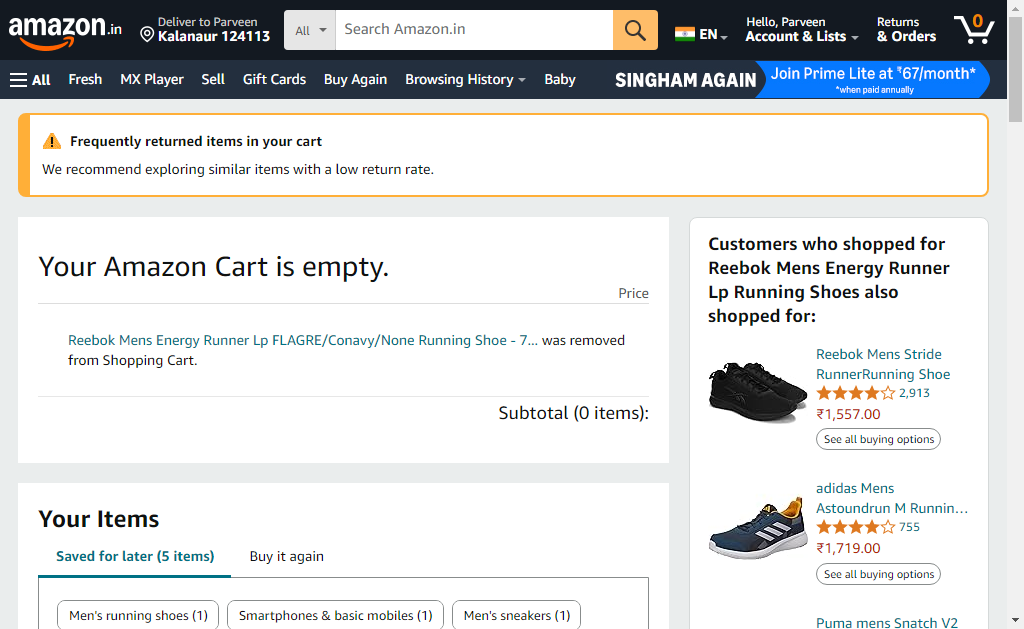 amazon.in
Deliver to Parveen
Kalanaur 124113
All
Search Amazon.in
EN
Hello, Parveen
Account & Lists
Returns
& Orders
0
All
Fresh
MX Player
Sell
Gift Cards
Buy Again
Browsing History
Baby
SINGHAM AGAIN
Join Prime Lite at ₹67/month*
*when paid annually
Frequently returned items in your cart
We recommend exploring similar items with a low return rate.
Your Amazon Cart is empty.
Price
Reebok Mens Energy Runner Lp FLAGRE/Conavy/None Running Shoe - 7... was removed
from Shopping Cart.
Subtotal (0 items):
Your Items
Saved for later (5 items)
Buy it again
Men's running shoes (1)
Smartphones & basic mobiles (1)
Men's sneakers (1)
Customers who shopped for
Reebok Mens Energy Runner
Lp Running Shoes also
shopped for:
Reebok Mens Stride
RunnerRunning Shoe
2,913
₹1,557.00
See all buying options
adidas Mens
Astoundrun M Runnin...
755
₹1,719.00
See all buying options
Puma mens Snatch V2